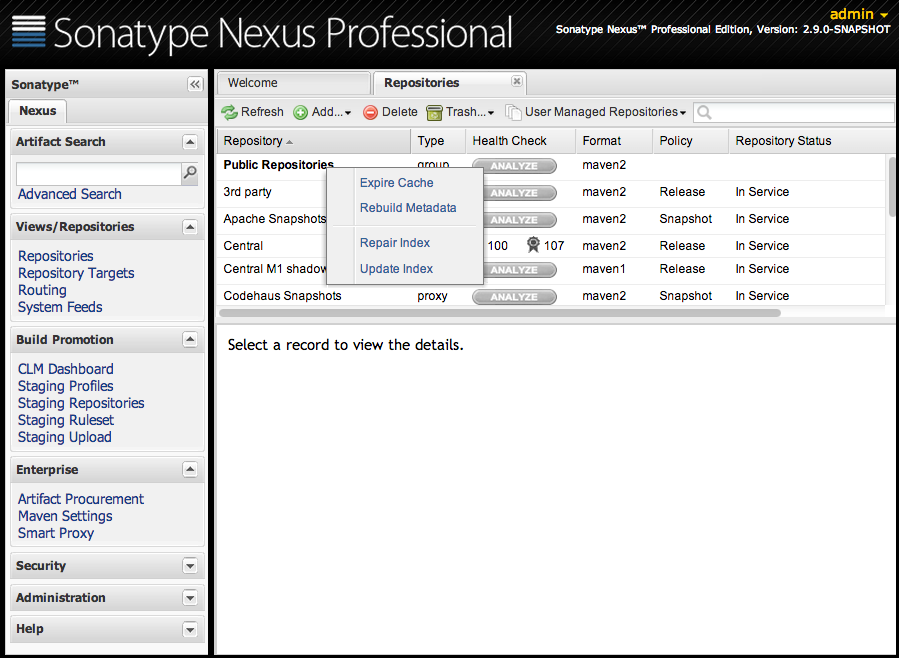 Sonatype Nexus Professional
admin
Sonatype Nexus™ Professional Edition, Version: 2.9.0-SNAPSHOT
Sonatype™
Nexus
Artifact Search
Advanced Search
Views/Repositories
Repositories
Repository Targets
Routing
System Feeds
Build Promotion
CLM Dashboard
Staging Profiles
Staging Repositories
Staging Ruleset
Staging Upload
Enterprise
Artifact Procurement
Maven Settings
Smart Proxy
Security
Administration
Help
Welcome
Repositories
Refresh Add... Delete Trash... User Managed Repositories
Repository Type Health Check Format Policy Repository Status
Public Repositories group ANALYZE maven2
3rd party ANALYZE maven2 Release In Service
Apache Snapshots ANALYZE maven2 Snapshot In Service
Central 100 107 maven2 Release In Service
Central M1 shadow ANALYZE maven1 Release In Service
Codehaus Snapshots proxy ANALYZE maven2 Snapshot In Service
Expire Cache
Rebuild Metadata
Repair Index
Update Index
Select a record to view the details.